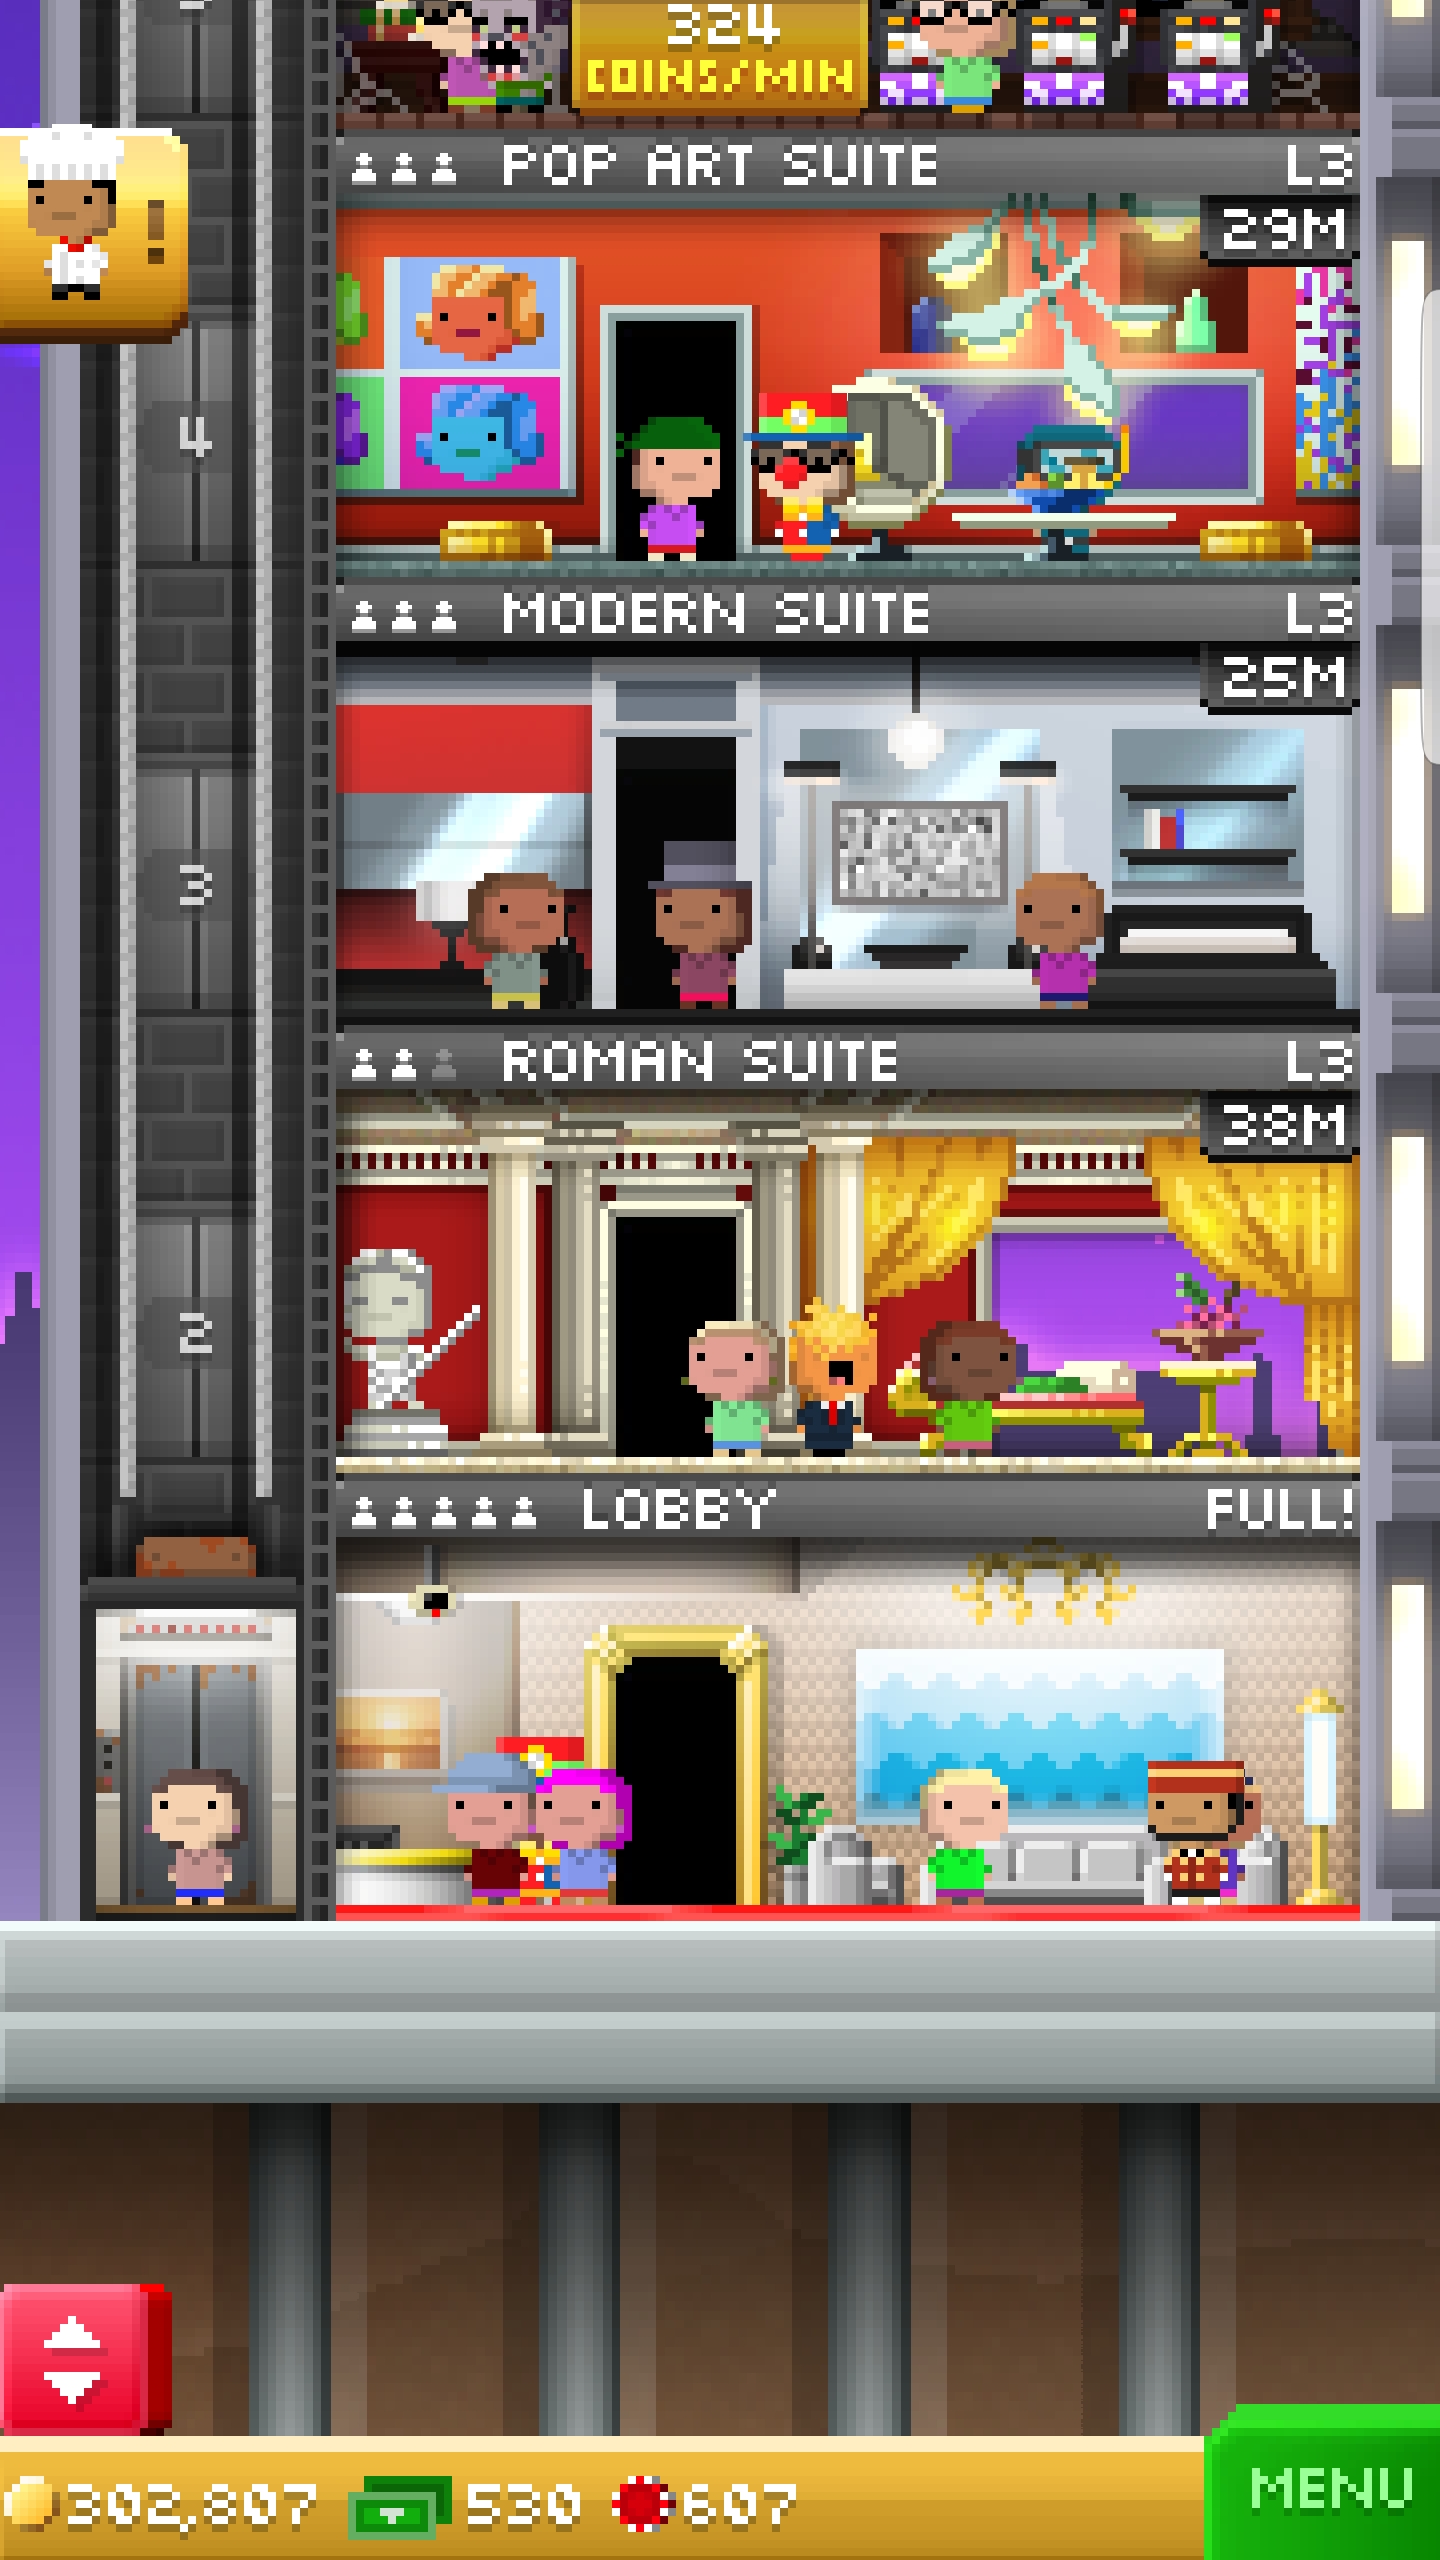 324
COINS/MIN
POP ART SUITE L3
29M
!
4
MODERN SUITE L3
25M
3
ROMAN SUITE L3
38M
2
LOBBY FULL!
302,807 530 607
MENU